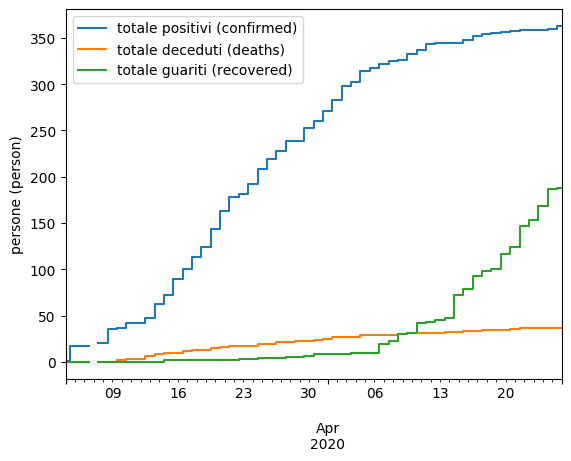 totale positivi (confirmed)
totale deceduti (deaths)
totale guariti (recovered)
persone (person)
350
300
250
200
150
100
50
0
09 16 23 30 06 13 20
Apr
2020